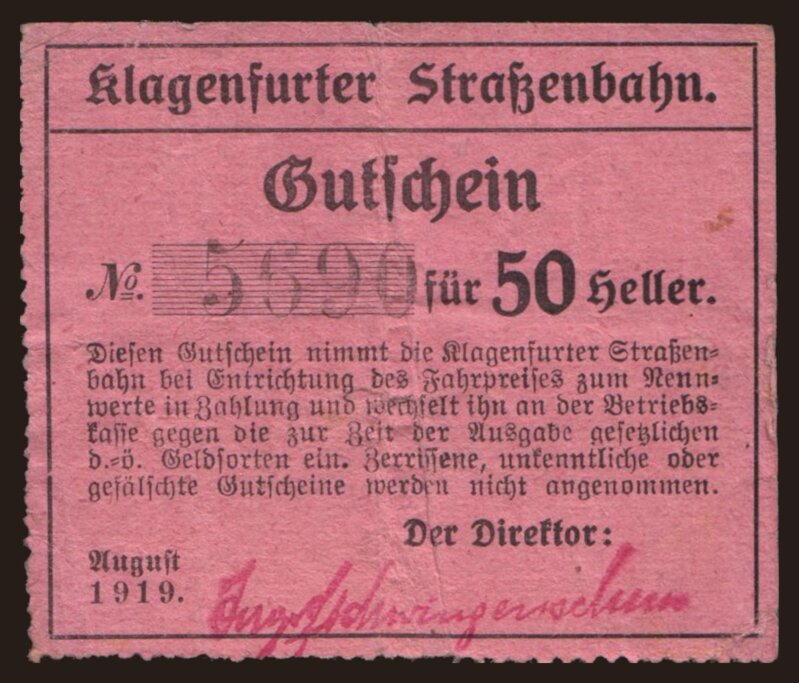 Klagenfurter Straßenbahn.
Gutschein
No. 5690 für 50 Heller.
Diesen Gutschein nimmt die Klagenfurter Straßen=
bahn bei Entrichtung des Fahrpreises zum Nenn=
werte in Zahlung und wechselt ihn an der Betriebs=
kasse gegen die zur Zeit der Ausgabe gesetzlichen
d.=ö. Geldsorten ein. Zerrissene, unkenntliche oder
gefälschte Gutscheine werden nicht angenommen.
Der Direktor:
August
1919.